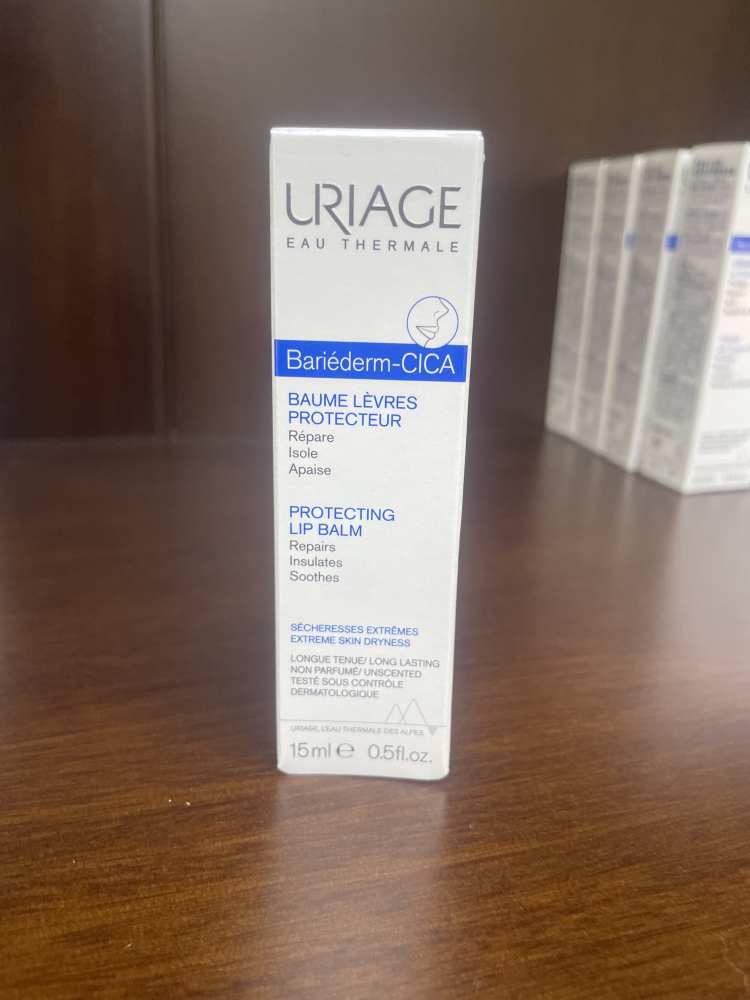 URIAGE
EAU THERMALE
Bariéderm-CICA
BAUME LÈVRES
PROTECTEUR
Répare
Isole
Apaise
PROTECTING
LIP BALM
Repairs
Insulates
Soothes
SÉCHERESSES EXTRÊMES
EXTREME SKIN DRYNESS
LONGUE TENUE/ LONG LASTING
NON PARFUMÉ/ UNSCENTED
TESTÉ SOUS CONTRÔLE
DERMATOLOGIQUE
URIAGE, L'EAU THERMALE DES ALPES
15 ml ℮ 0.5fl.oz.